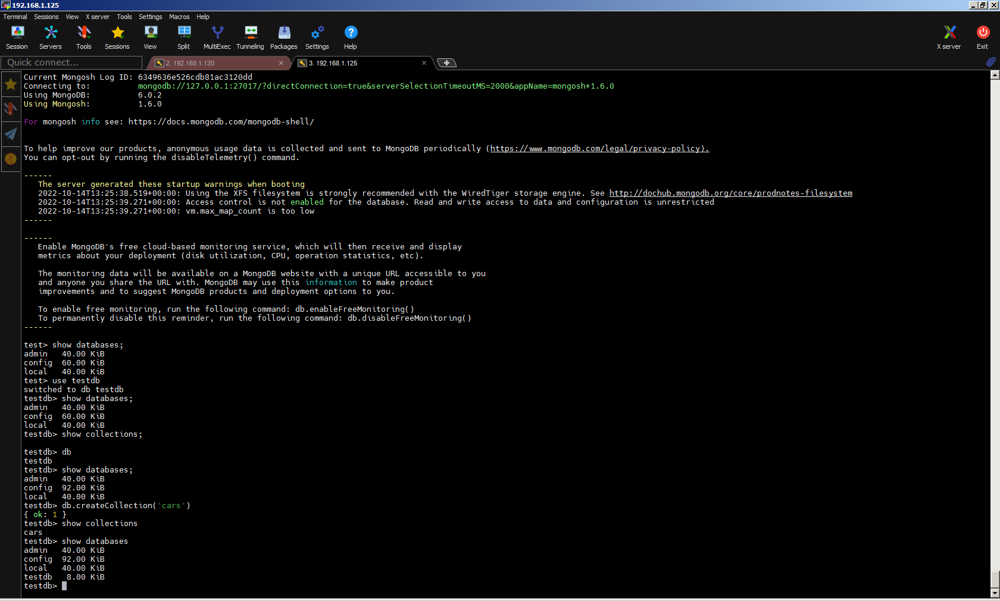 192.168.1.125
Terminal Sessions View X server Tools Settings Macros Help
Session Servers Tools Sessions View Split MultiExec Tunneling Packages Settings Help X server Exit
Quick connect... 2. 192.168.1.120 3. 192.168.1.125
Current Mongosh Log ID: 6349636e526cdb81ac3120dd
Connecting to: mongodb://127.0.0.1:27017/?directConnection=true&serverSelectionTimeoutMS=2000&appName=mongosh+1.6.0
Using MongoDB: 6.0.2
Using Mongosh: 1.6.0
For mongosh info see: https://docs.mongodb.com/mongodb-shell/
To help improve our products, anonymous usage data is collected and sent to MongoDB periodically (https://www.mongodb.com/legal/privacy-policy).
You can opt-out by running the disableTelemetry() command.
------
The server generated these startup warnings when booting
2022-10-14T13:25:38.519+00:00: Using the XFS filesystem is strongly recommended with the WiredTiger storage engine. See http://dochub.mongodb.org/core/prodnotes-filesystem
2022-10-14T13:25:39.271+00:00: Access control is not enabled for the database. Read and write access to data and configuration is unrestricted
2022-10-14T13:25:39.271+00:00: vm.max_map_count is too low
------
------
Enable MongoDB's free cloud-based monitoring service, which will then receive and display
metrics about your deployment (disk utilization, CPU, operation statistics, etc).
The monitoring data will be available on a MongoDB website with a unique URL accessible to you
and anyone you share the URL with. MongoDB may use this information to make product
improvements and to suggest MongoDB products and deployment options to you.
To enable free monitoring, run the following command: db.enableFreeMonitoring()
To permanently disable this reminder, run the following command: db.disableFreeMonitoring()
------
test> show databases;
admin 40.00 KiB
config 60.00 KiB
local 40.00 KiB
test> use testdb
switched to db testdb
testdb> show databases;
admin 40.00 KiB
config 60.00 KiB
local 40.00 KiB
testdb> show collections;
testdb> db
testdb
testdb> show databases;
admin 40.00 KiB
config 92.00 KiB
local 40.00 KiB
testdb> db.createCollection('cars')
{ ok: 1 }
testdb> show collections
cars
testdb> show databases
admin 40.00 KiB
config 92.00 KiB
local 40.00 KiB
testdb 8.00 KiB
testdb>